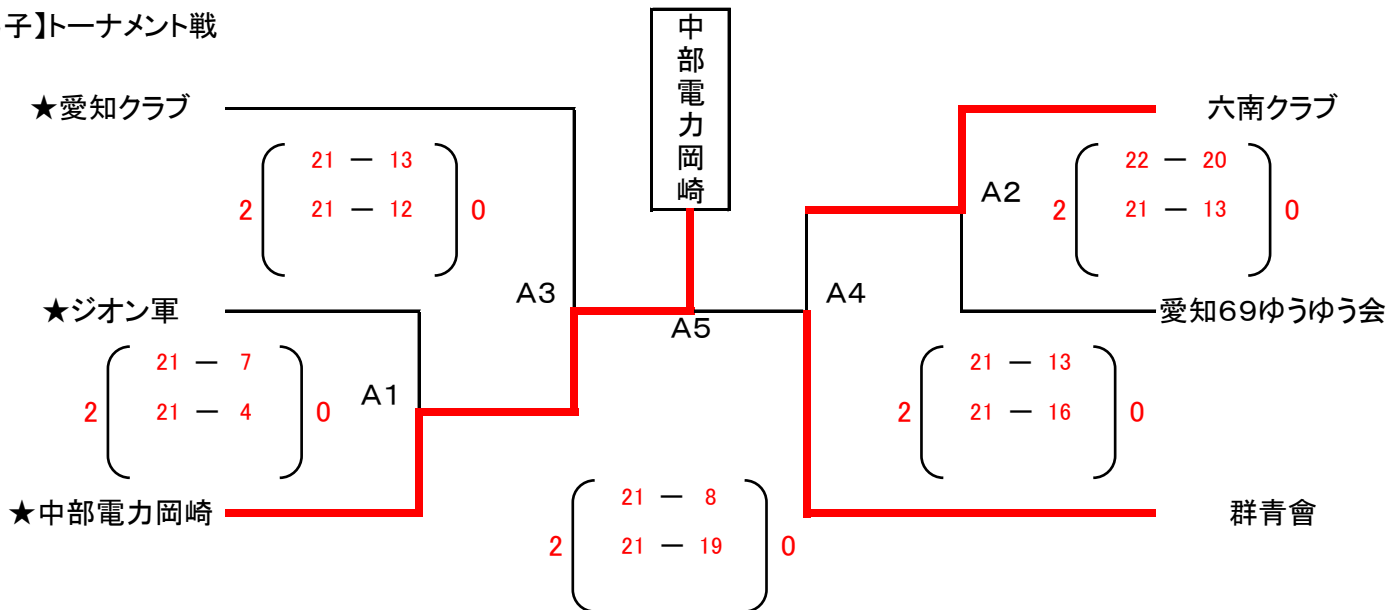 子】トーナメント戦
中部電力岡崎
★愛知クラブ
六南クラブ
21 － 13
2 21 － 12 0
A2
22 － 20
2 21 － 13 0
A3
A4
★ジオン軍
A5
愛知69ゆうゆう会
21 － 7
2 21 － 4 0
A1
21 － 13
2 21 － 16 0
★中部電力岡崎
21 － 8
2 21 － 19 0
群青會